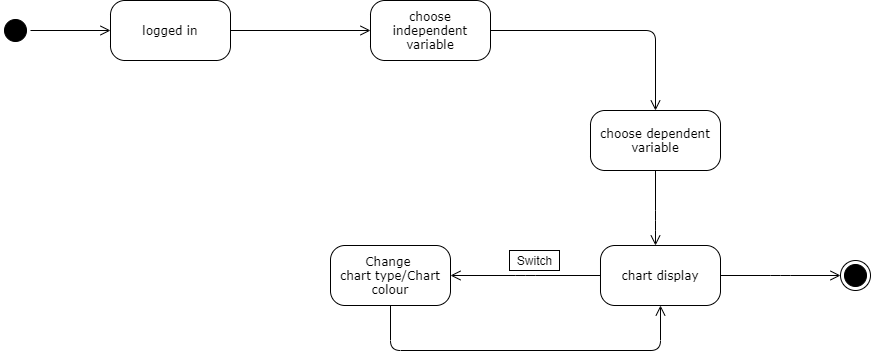 logged in
choose
independent
variable
choose dependent
variable
Switch
Change
chart type/Chart
colour
chart display